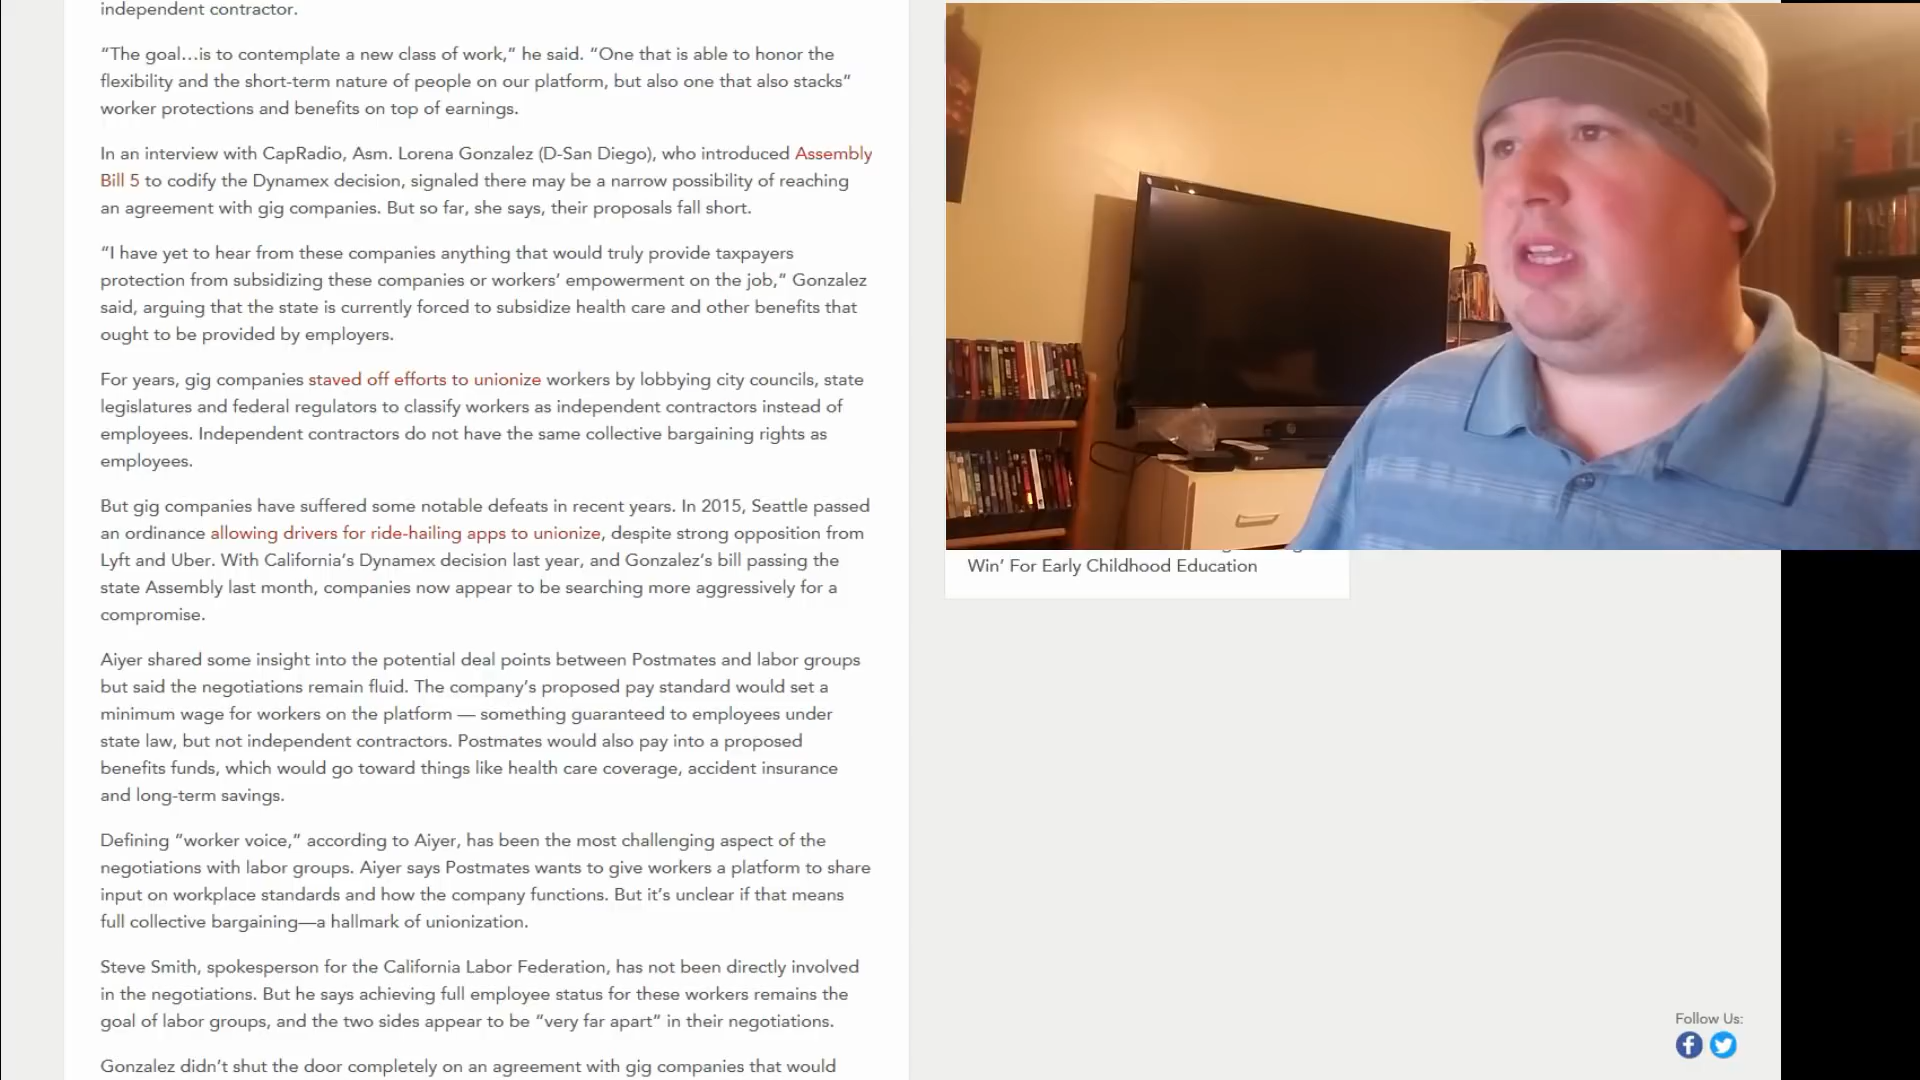 independent contractor.
“The goal…is to contemplate a new class of work,” he said. “One that is able to honor the
flexibility and the short-term nature of people on our platform, but also one that also stacks”
worker protections and benefits on top of earnings.
In an interview with CapRadio, Asm. Lorena Gonzalez (D-San Diego), who introduced Assembly
Bill 5 to codify the Dynamex decision, signaled there may be a narrow possibility of reaching
an agreement with gig companies. But so far, she says, their proposals fall short.
“I have yet to hear from these companies anything that would truly provide taxpayers
protection from subsidizing these companies or workers’ empowerment on the job,” Gonzalez
said, arguing that the state is currently forced to subsidize health care and other benefits that
ought to be provided by employers.
For years, gig companies staved off efforts to unionize workers by lobbying city councils, state
legislatures and federal regulators to classify workers as independent contractors instead of
employees. Independent contractors do not have the same collective bargaining rights as
employees.
But gig companies have suffered some notable defeats in recent years. In 2015, Seattle passed
an ordinance allowing drivers for ride-hailing apps to unionize, despite strong opposition from
Lyft and Uber. With California’s Dynamex decision last year, and Gonzalez’s bill passing the
state Assembly last month, companies now appear to be searching more aggressively for a
compromise.
Aiyer shared some insight into the potential deal points between Postmates and labor groups
but said the negotiations remain fluid. The company’s proposed pay standard would set a
minimum wage for workers on the platform — something guaranteed to employees under
state law, but not independent contractors. Postmates would also pay into a proposed
benefits funds, which would go toward things like health care coverage, accident insurance
and long-term savings.
Defining “worker voice,” according to Aiyer, has been the most challenging aspect of the
negotiations with labor groups. Aiyer says Postmates wants to give workers a platform to share
input on workplace standards and how the company functions. But it’s unclear if that means
full collective bargaining—a hallmark of unionization.
Steve Smith, spokesperson for the California Labor Federation, has not been directly involved
in the negotiations. But he says achieving full employee status for these workers remains the
goal of labor groups, and the two sides appear to be “very far apart” in their negotiations.
Gonzalez didn’t shut the door completely on an agreement with gig companies that would
Win’ For Early Childhood Education
Follow Us: